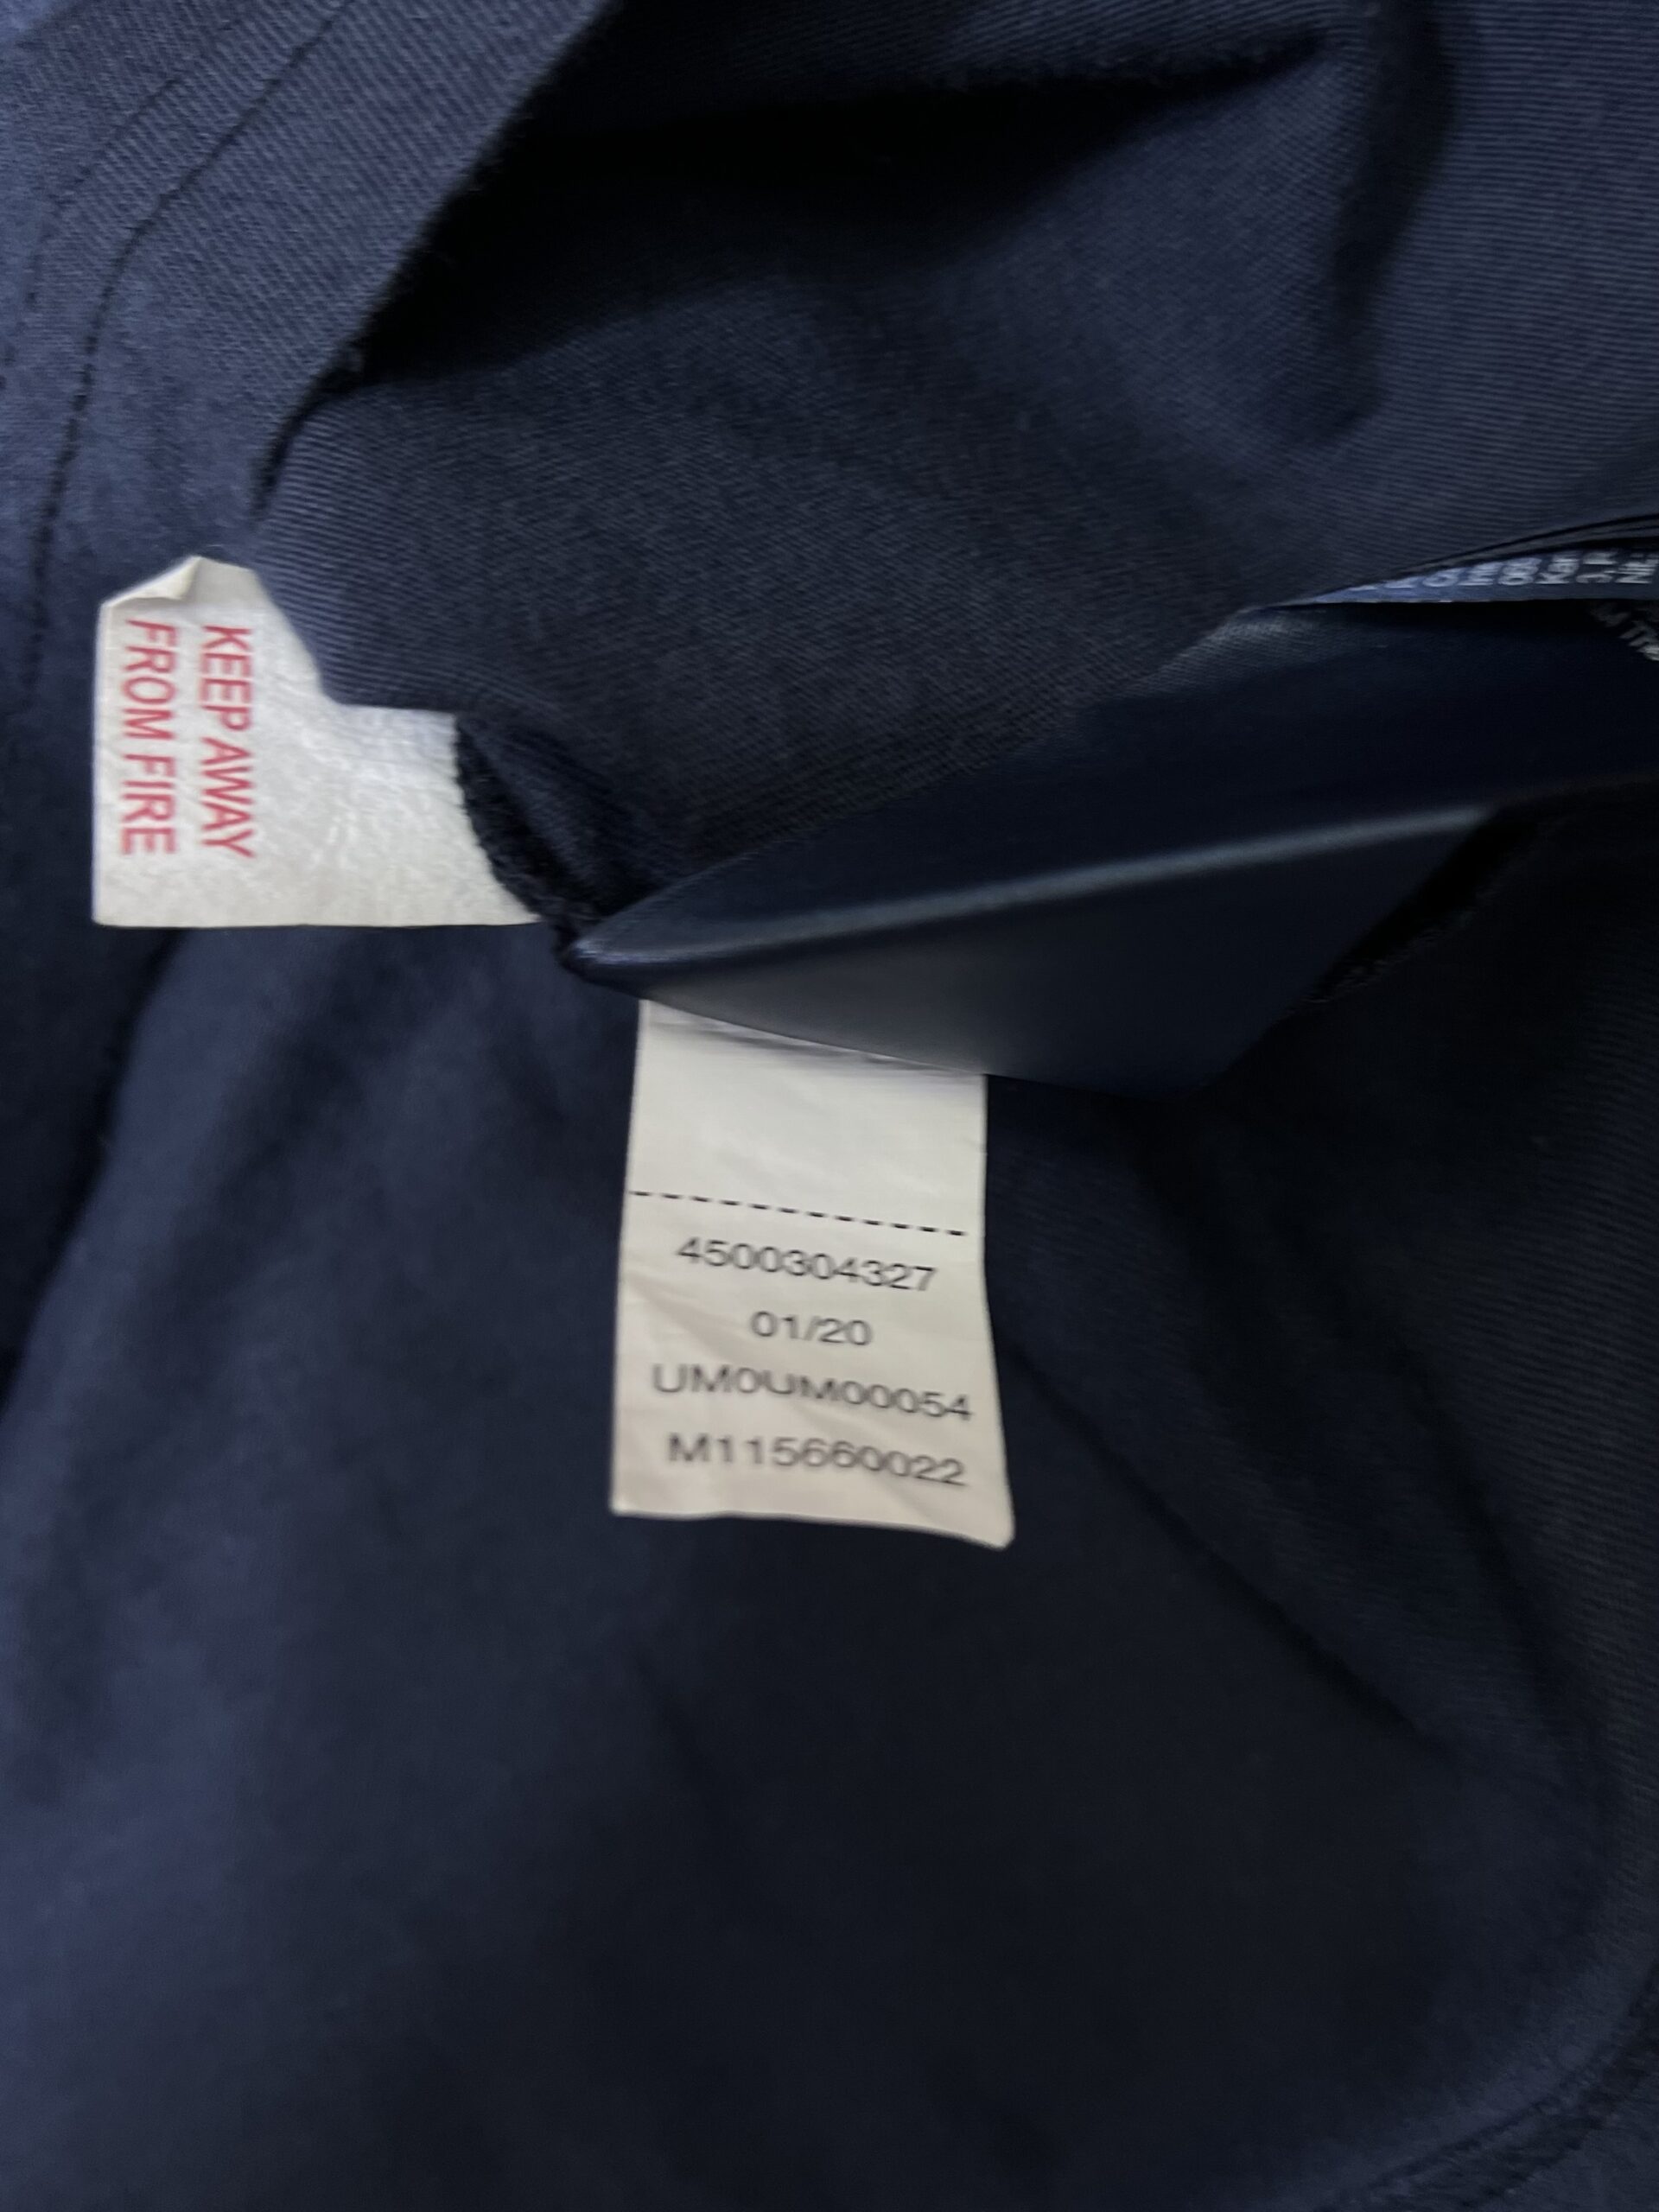 KEEP AWAY
FROM FIRE
4500304327
01/20
UM0UM00054
M115660022